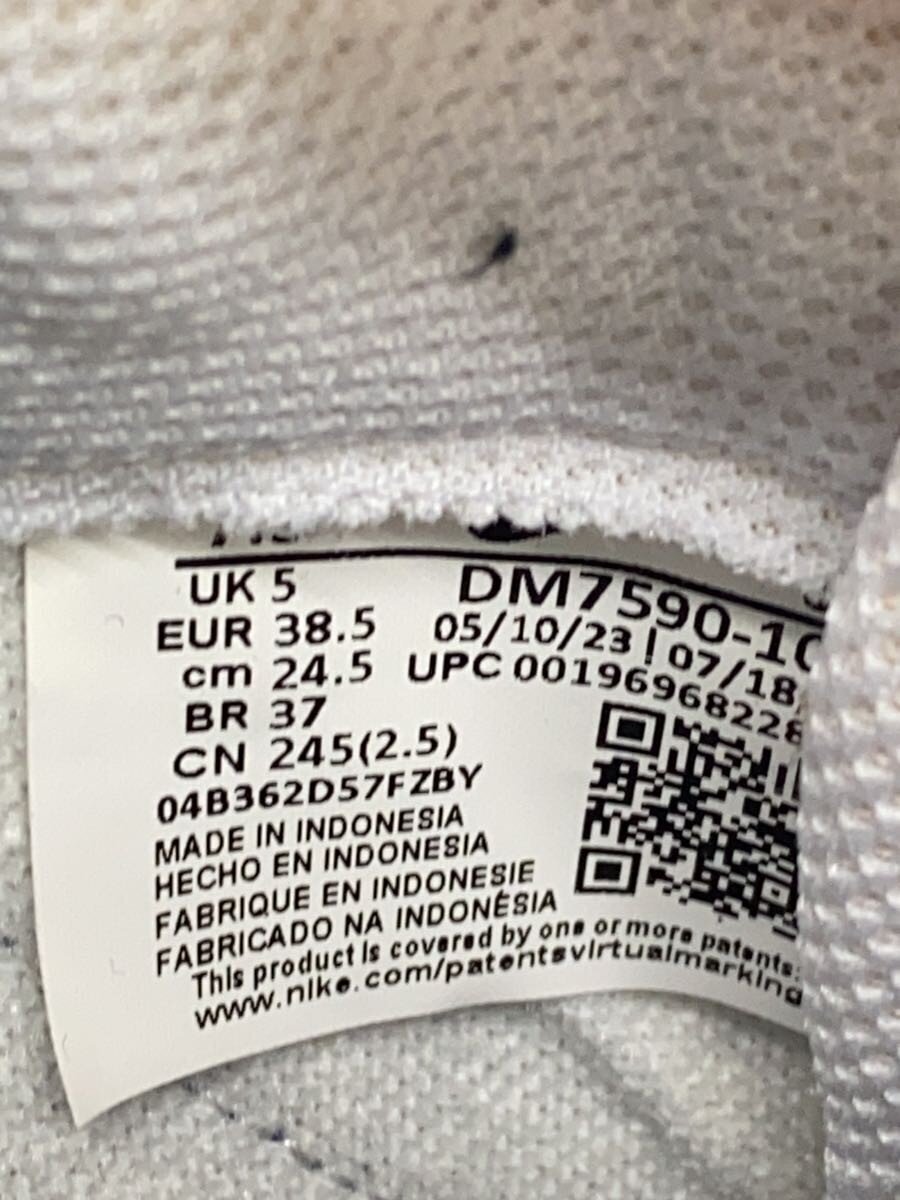 UK 5
EUR 38.5
cm 24.5
BR 37
CN 245(2.5)
04B362D57FZBY
DM7590-10
05/10/23 | 07/18/
UPC 0019696822
MADE IN INDONESIA
HECHO EN INDONESIA
FABRIQUE EN INDONESIE
FABRICADO NA INDONÉSIA
This product is covered by one or more patents:
www.nike.com/patentsvirtualmarking